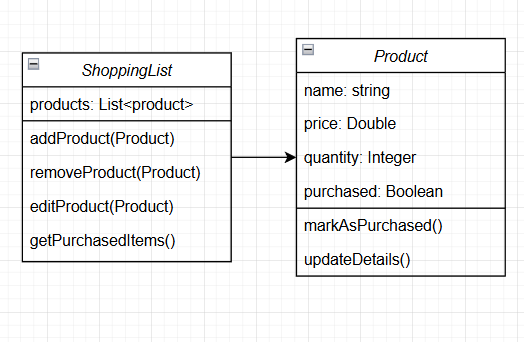 ShoppingList
products: List<product>
addProduct(Product)
removeProduct(Product)
editProduct(Product)
getPurchasedItems()
Product
name: string
price: Double
quantity: Integer
purchased: Boolean
markAsPurchased()
updateDetails()